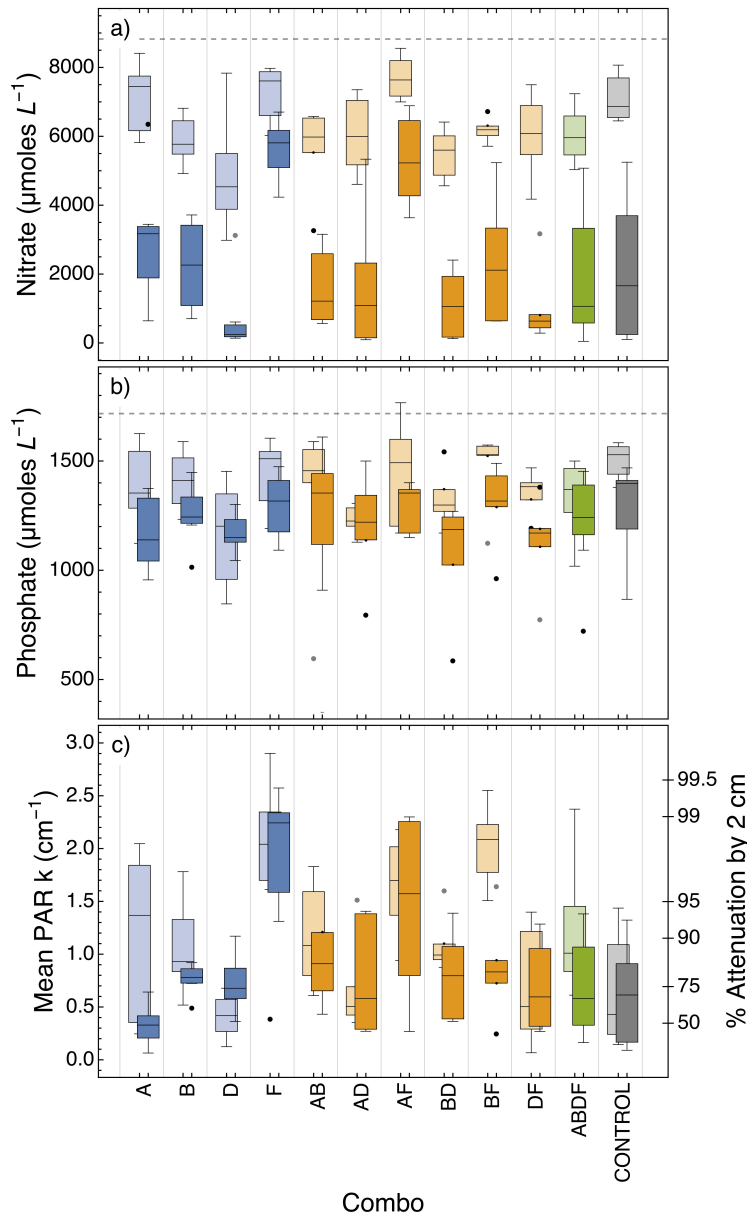 a)
Nitrate (μmoles L⁻¹)
8000
6000
4000
2000
0
b)
Phosphate (μmoles L⁻¹)
1500
1000
500
c)
Mean PAR k (cm⁻¹)
3.0
2.5
2.0
1.5
1.0
0.5
0.0
99.5
99
95
90
75
50
% Attenuation by 2 cm
A
B
D
F
AB
AD
AF
BD
BF
DF
ABDF
CONTROL
Combo